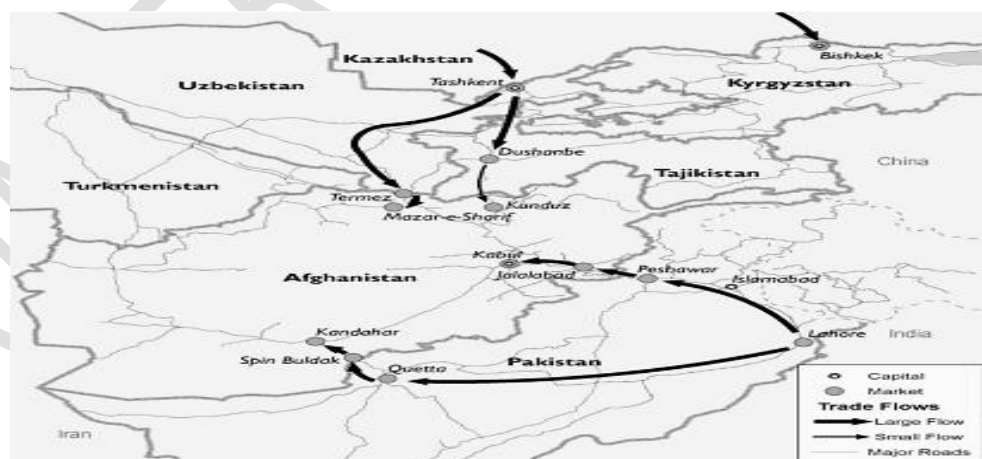 Kazakhstan
Bishkek
Uzbekistan
Tashkent
Kyrgyzstan
Dushanbe
China
Turkmenistan
Tajikistan
Termez
Kunduz
Mazar-e-Sharif
Kabul
Afghanistan
Jalalabad
Peshawar
Islamabad
Kandahar
Lahore
India
Spin Buldak
Pakistan
Quetta
Capital
Market
Trade Flows
Large Flow
Small Flow
Iran
Major Roads